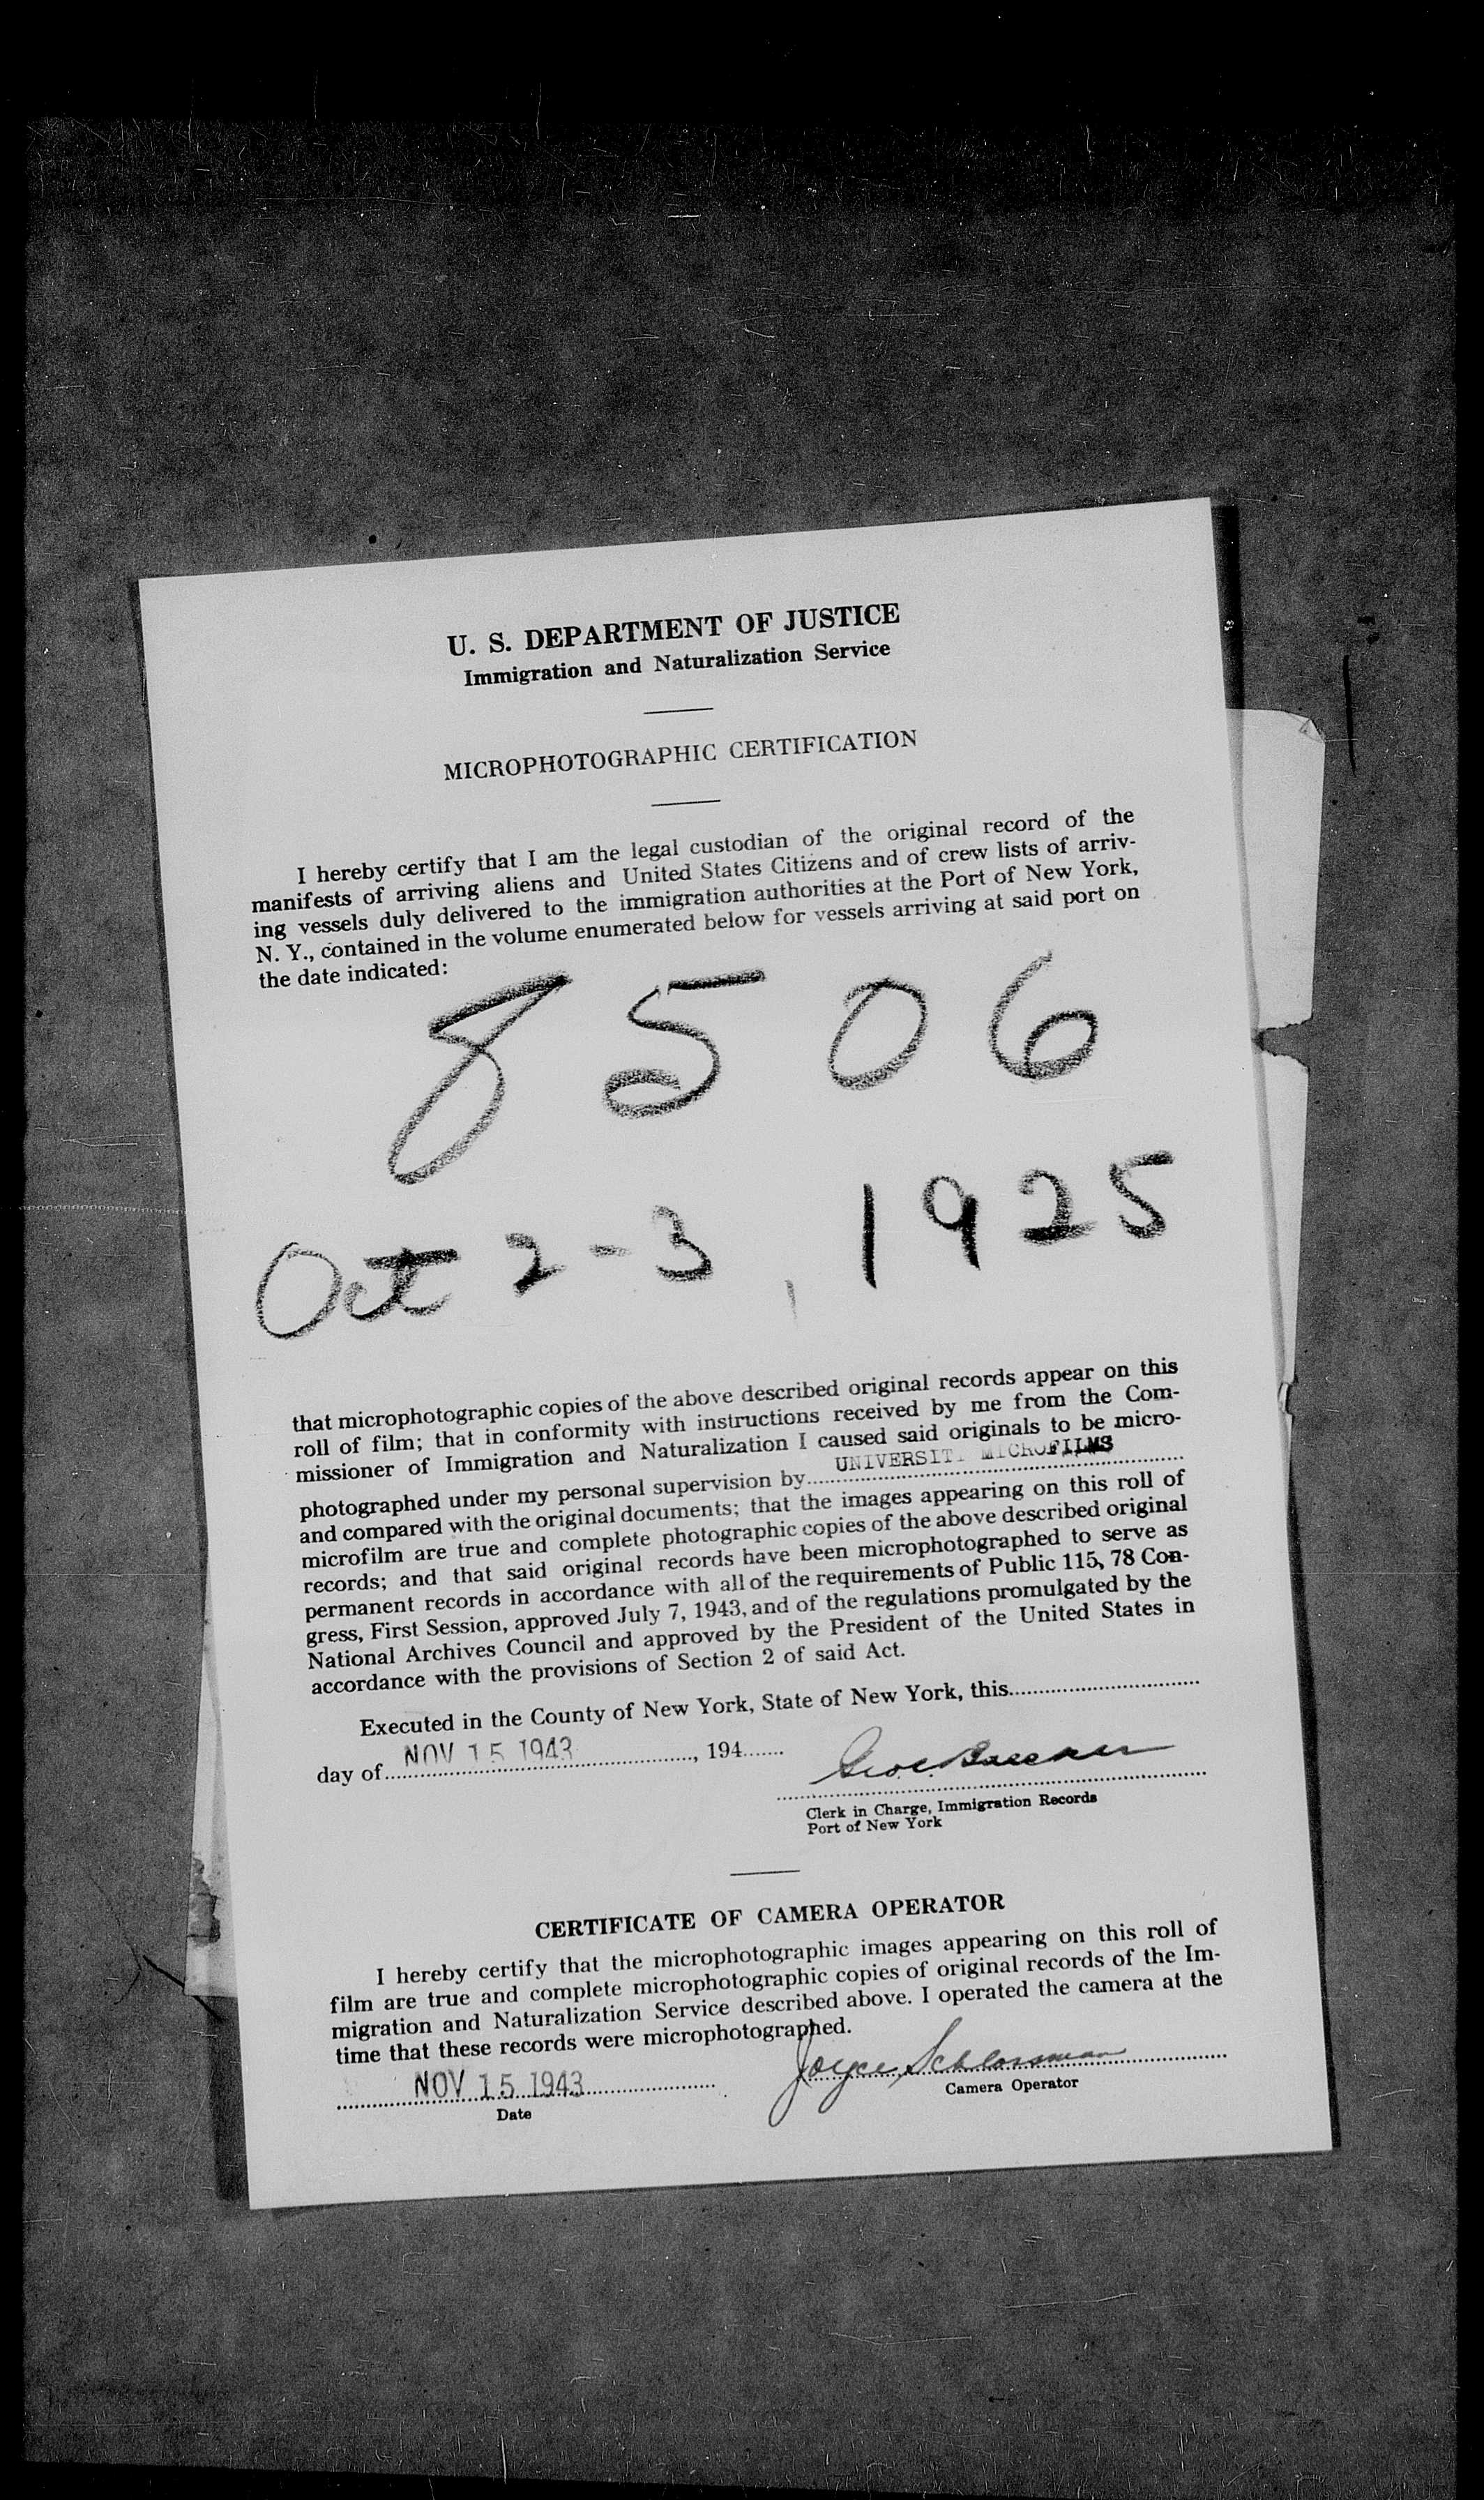 U. S. DEPARTMENT OF JUSTICE
Immigration and Naturalization Service
MICROPHOTOGRAPHIC CERTIFICATION
I hereby certify that I am the legal custodian of the original record of the
manifests of arriving aliens and United States Citizens and of crew lists of arriv-
ing vessels duly delivered to the immigration authorities at the Port of New York,
N. Y., contained in the volume enumerated below for vessels arriving at said port on
the date indicated:
8506
Oct 2-3, 1925
that microphotographic copies of the above described original records appear on this
roll of film; that in conformity with instructions received by me from the Com-
missioner of Immigration and Naturalization I caused said originals to be micro-
photographed under my personal supervision by UNIVERSIT MICROFILMS
and compared with the original documents; that the images appearing on this roll of
microfilm are true and complete photographic copies of the above described original
records; and that said original records have been microphotographed to serve as
permanent records in accordance with all of the requirements of Public 115, 78 Con-
gress, First Session, approved July 7, 1943, and of the regulations promulgated by the
National Archives Council and approved by the President of the United States in
accordance with the provisions of Section 2 of said Act.
Executed in the County of New York, State of New York, this
day of NOV 15 1943, 194
Clerk in Charge, Immigration Records
Port of New York
CERTIFICATE OF CAMERA OPERATOR
I hereby certify that the microphotographic images appearing on this roll of
film are true and complete microphotographic copies of original records of the Im-
migration and Naturalization Service described above. I operated the camera at the
time that these records were microphotographed.
NOV 15 1943 Joyce Schlossman
Date Camera Operator